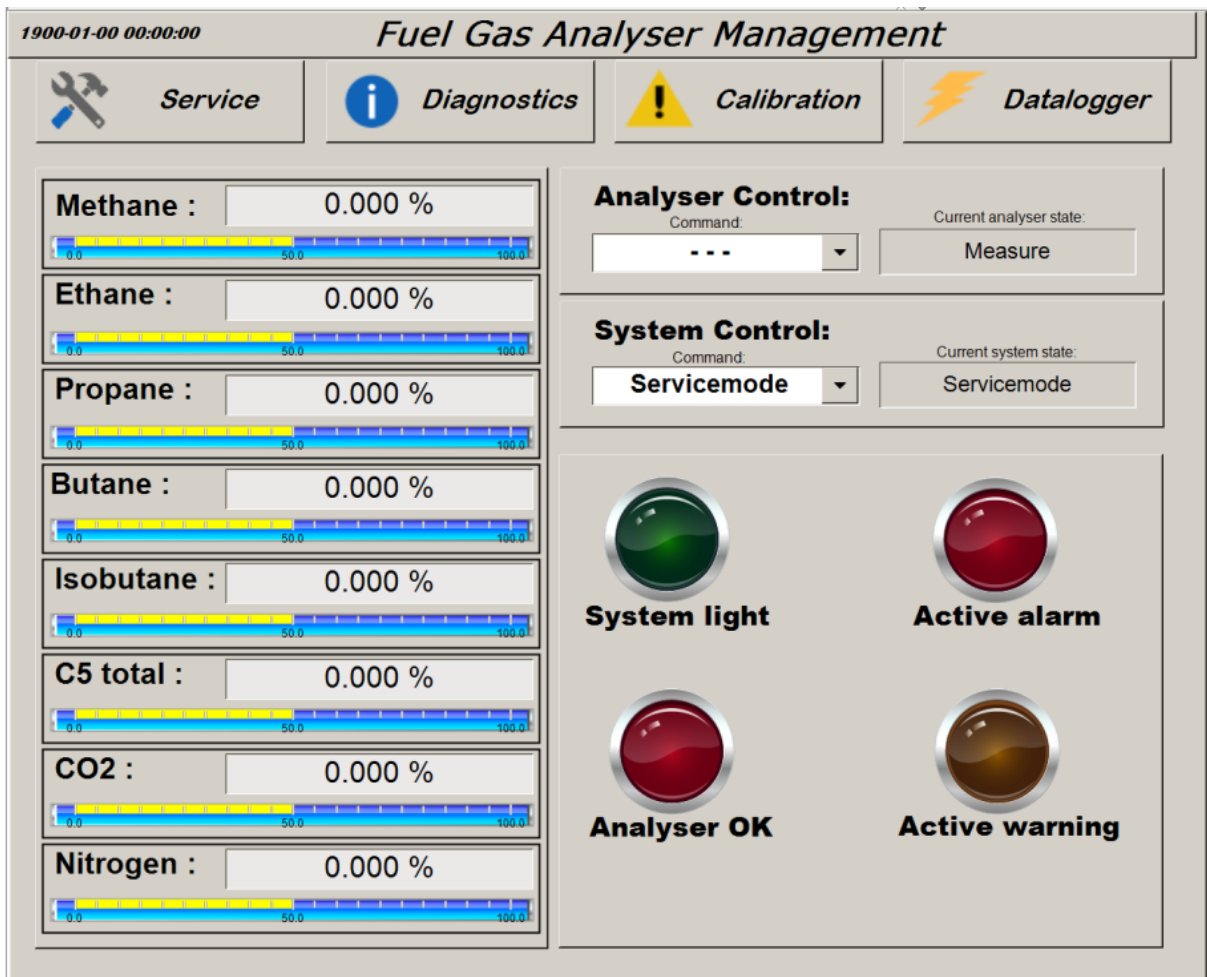 1900-01-00 00:00:00
Fuel Gas Analyser Management
Service
Diagnostics
Calibration
Datalogger
Methane : 0.000 %
0.0 50.0 100.0
Ethane : 0.000 %
0.0 50.0 100.0
Propane : 0.000 %
0.0 50.0 100.0
Butane : 0.000 %
0.0 50.0 100.0
Isobutane : 0.000 %
0.0 50.0 100.0
C5 total : 0.000 %
0.0 50.0 100.0
CO2 : 0.000 %
0.0 50.0 100.0
Nitrogen : 0.000 %
0.0 50.0 100.0
Analyser Control:
Command: Current analyser state:
- - - Measure
System Control:
Command: Current system state:
Servicemode Servicemode
System light Active alarm
Analyser OK Active warning